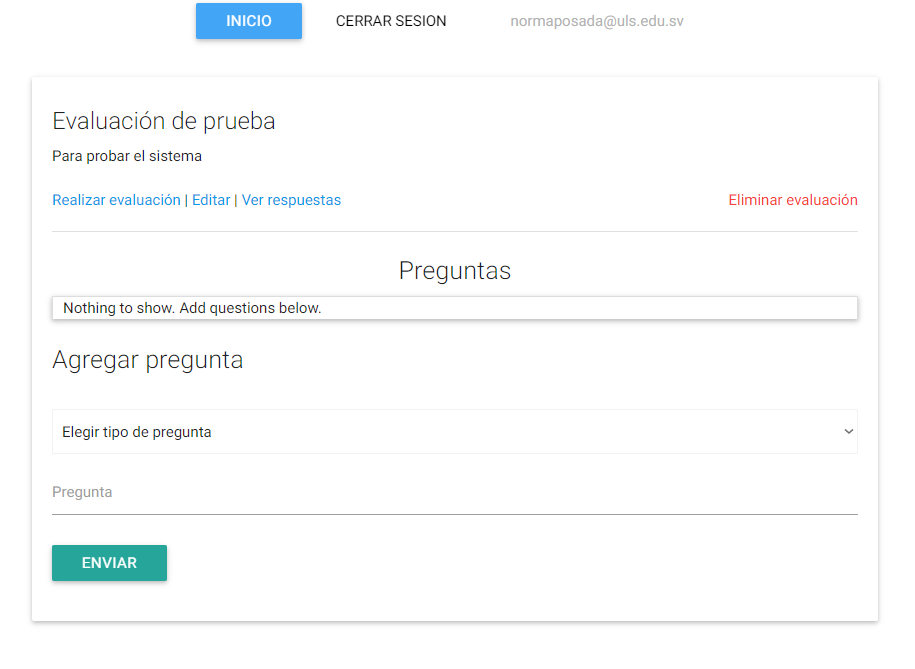 INICIO CERRAR SESION normaposada@uls.edu.sv
Evaluación de prueba
Para probar el sistema
Realizar evaluación | Editar | Ver respuestas Eliminar evaluación
Preguntas
Nothing to show. Add questions below.
Agregar pregunta
Elegir tipo de pregunta
Pregunta
ENVIAR